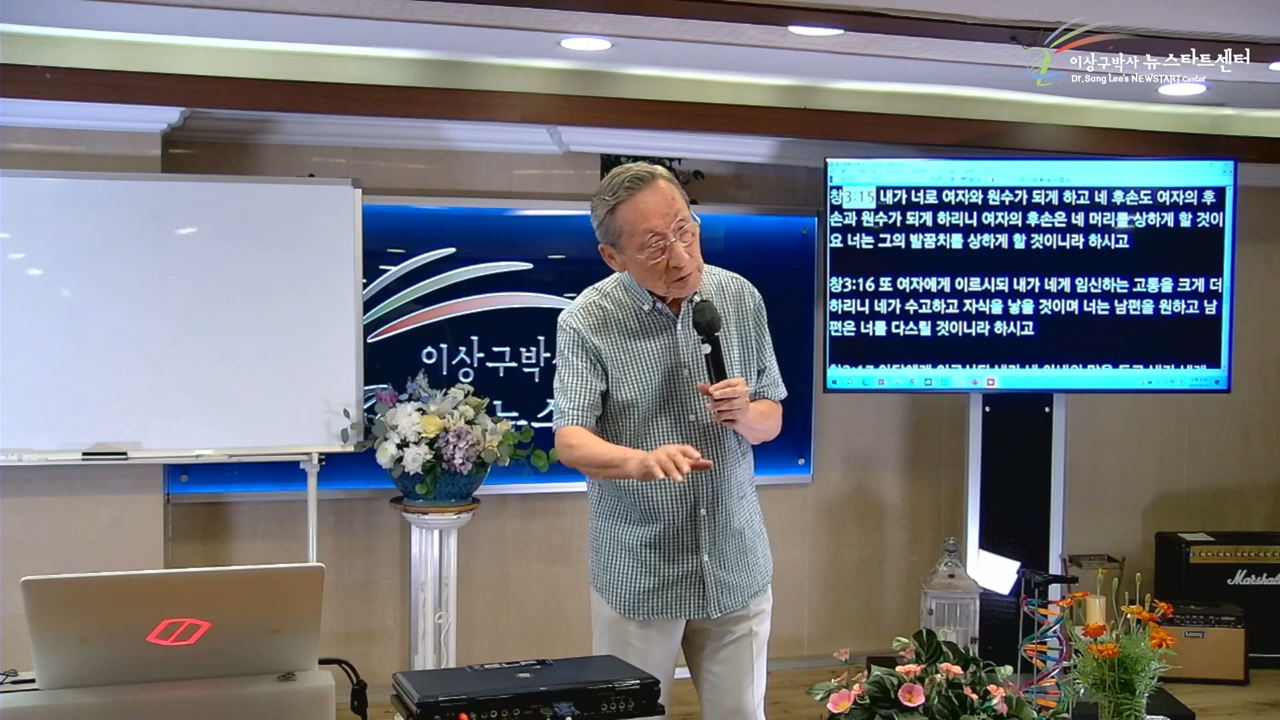 이상구박사 뉴스타트센터
Dr.Sang Lee's NEWSTART Center
창3:15 내가 너로 여자와 원수가 되게 하고 네 후손도 여자의 후
손과 원수가 되게 하리니 여자의 후손은 네 머리를 상하게 할 것이
요 너는 그의 발꿈치를 상하게 할 것이니라 하시고
창3:16 또 여자에게 이르시되 내가 네게 임신하는 고통을 크게 더
하리니 네가 수고하고 자식을 낳을 것이며 너는 남편을 원하고 남
편은 너를 다스릴 것이니라 하시고
이상구박사
뉴스
Marshall
Laney